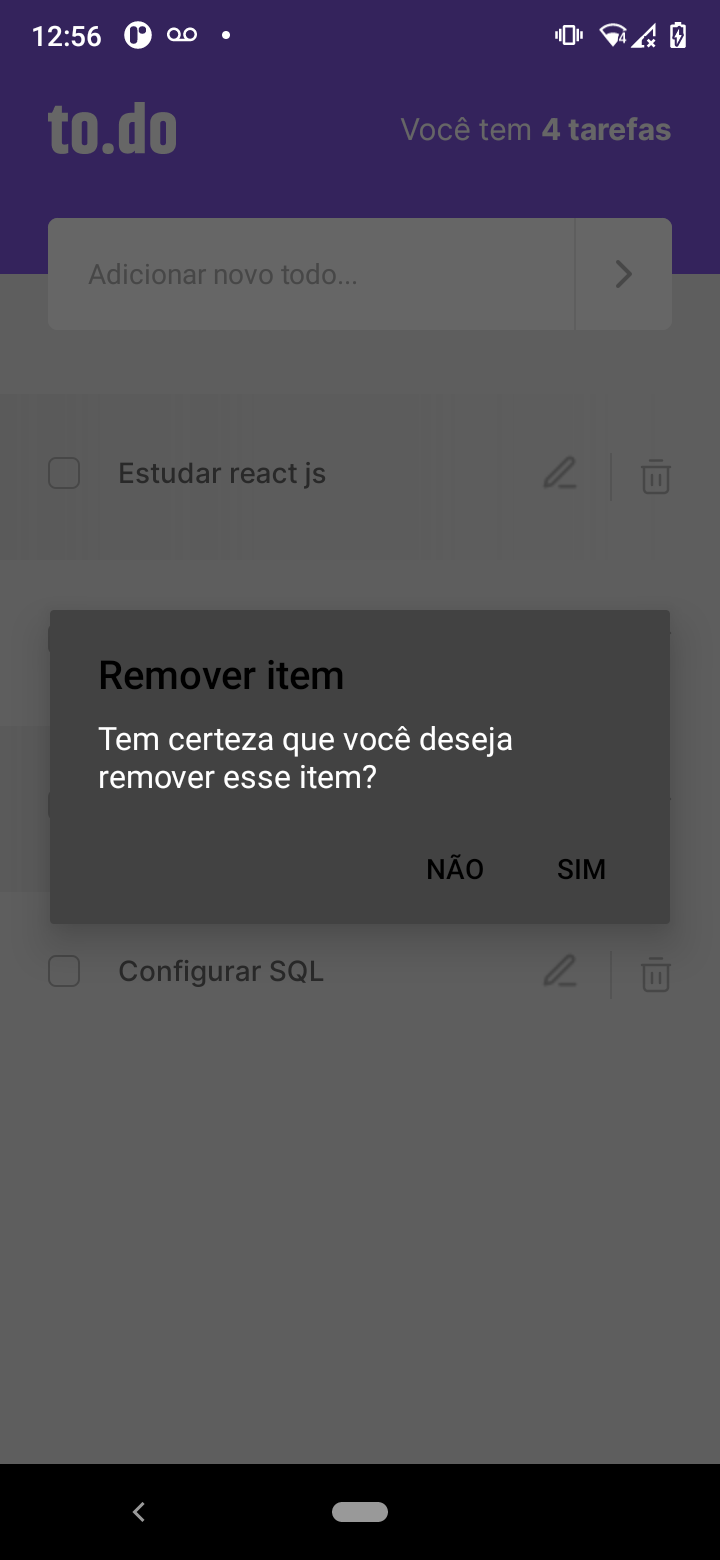 12:56
to.do
Você tem 4 tarefas
Adicionar novo todo...
Estudar react js
Remover item
Tem certeza que você deseja
remover esse item?
NÃO
SIM
Configurar SQL